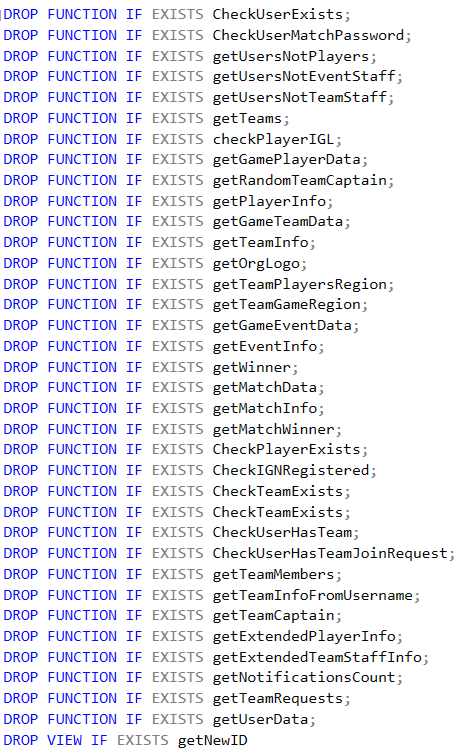 DROP FUNCTION IF EXISTS CheckUserExists;
DROP FUNCTION IF EXISTS CheckUserMatchPassword;
DROP FUNCTION IF EXISTS getUsersNotPlayers;
DROP FUNCTION IF EXISTS getUsersNotEventStaff;
DROP FUNCTION IF EXISTS getUsersNotTeamStaff;
DROP FUNCTION IF EXISTS getTeams;
DROP FUNCTION IF EXISTS checkPlayerIGL;
DROP FUNCTION IF EXISTS getGamePlayerData;
DROP FUNCTION IF EXISTS getRandomTeamCaptain;
DROP FUNCTION IF EXISTS getPlayerInfo;
DROP FUNCTION IF EXISTS getGameTeamData;
DROP FUNCTION IF EXISTS getTeamInfo;
DROP FUNCTION IF EXISTS getOrgLogo;
DROP FUNCTION IF EXISTS getTeamPlayersRegion;
DROP FUNCTION IF EXISTS getTeamGameRegion;
DROP FUNCTION IF EXISTS getGameEventData;
DROP FUNCTION IF EXISTS getEventInfo;
DROP FUNCTION IF EXISTS getWinner;
DROP FUNCTION IF EXISTS getMatchData;
DROP FUNCTION IF EXISTS getMatchInfo;
DROP FUNCTION IF EXISTS getMatchWinner;
DROP FUNCTION IF EXISTS CheckPlayerExists;
DROP FUNCTION IF EXISTS CheckIGNRegistered;
DROP FUNCTION IF EXISTS CheckTeamExists;
DROP FUNCTION IF EXISTS CheckTeamExists;
DROP FUNCTION IF EXISTS CheckUserHasTeam;
DROP FUNCTION IF EXISTS CheckUserHasTeamJoinRequest;
DROP FUNCTION IF EXISTS getTeamMembers;
DROP FUNCTION IF EXISTS getTeamInfoFromUsername;
DROP FUNCTION IF EXISTS getTeamCaptain;
DROP FUNCTION IF EXISTS getExtendedPlayerInfo;
DROP FUNCTION IF EXISTS getExtendedTeamStaffInfo;
DROP FUNCTION IF EXISTS getNotificationsCount;
DROP FUNCTION IF EXISTS getTeamRequests;
DROP FUNCTION IF EXISTS getUserData;
DROP VIEW IF EXISTS getNewID